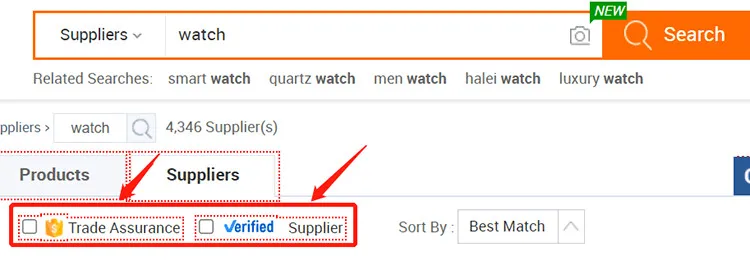 NEW
Suppliers watch Search
Related Searches: smart watch quartz watch men watch halei watch luxury watch
ppliers > watch 4,346 Supplier(s)
Products Suppliers
Trade Assurance Verified Supplier Sort By : Best Match